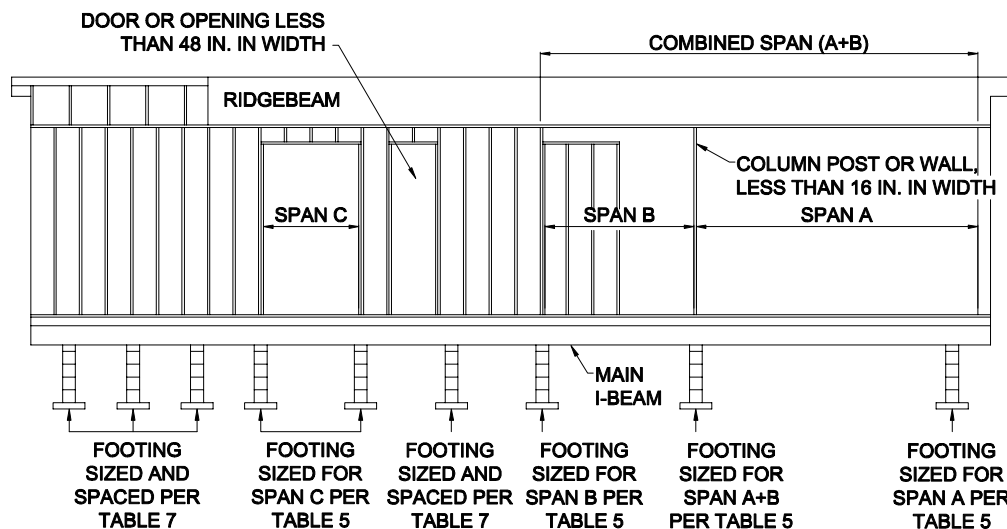 DOOR OR OPENING LESS
THAN 48 IN. IN WIDTH
COMBINED SPAN (A+B)
RIDGEBEAM
COLUMN POST OR WALL,
LESS THAN 16 IN. IN WIDTH
SPAN C
SPAN B
SPAN A
MAIN
I-BEAM
FOOTING
SIZED AND
SPACED PER
TABLE 7
FOOTING
SIZED FOR
SPAN C PER
TABLE 5
FOOTING
SIZED AND
SPACED PER
TABLE 7
FOOTING
SIZED FOR
SPAN B PER
TABLE 5
FOOTING
SIZED FOR
SPAN A+B
PER TABLE 5
FOOTING
SIZED FOR
SPAN A PER
TABLE 5